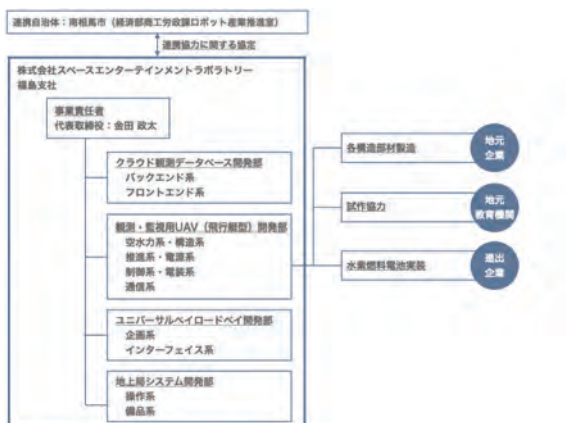 連携自治体：南相馬市（経済部商工労政課ロボット産業推進室）
連携協力に関する協定
株式会社スペースエンターテインメントラボラトリー
福島支社
事業責任者
代表取締役：金田 政太
クラウド観測データベース開発部
バックエンド系
フロントエンド系
観測・監視用UAV（飛行艇型）開発部
空水力系・構造系
推進系・電源系
制御系・電装系
通信系
ユニバーサルペイロードベイ開発部
企画系
インターフェイス系
地上局システム開発部
操作系
備品系
各構造部材製造
地元
企業
試作協力
地元
教育機関
水素燃料電池実装
進出
企業